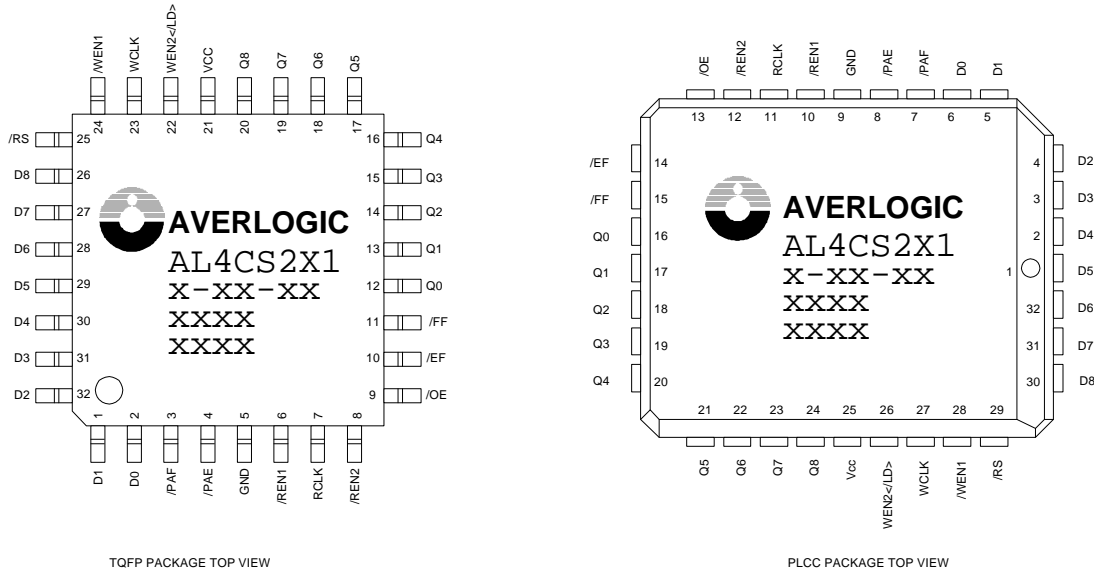 /WEN1
WCLK
WEN2</LD>
VCC
Q8
Q7
Q6
Q5
24
23
22
21
20
19
18
17
/RS 25
D8 26
D7 27
D6 28
D5 29
D4 30
D3 31
D2 32
16 Q4
15 Q3
14 Q2
13 Q1
12 Q0
11 /FF
10 /EF
9 /OE
AVERLOGIC
AL4CS2X1
X-XX-XX
XXXX
XXXX
1
2
3
4
5
6
7
8
D1
D0
/PAF
/PAE
GND
/REN1
RCLK
/REN2
TQFP PACKAGE TOP VIEW
/OE
/REN2
RCLK
/REN1
GND
/PAE
/PAF
D0
D1
13
12
11
10
9
8
7
6
5
/EF 14
/FF 15
Q0 16
Q1 17
Q2 18
Q3 19
Q4 20
4 D2
3 D3
2 D4
1 D5
32 D6
31 D7
30 D8
AVERLOGIC
AL4CS2X1
X-XX-XX
XXXX
XXXX
21
22
23
24
25
26
27
28
29
Q5
Q6
Q7
Q8
Vcc
WEN2</LD>
WCLK
/WEN1
/RS
PLCC PACKAGE TOP VIEW